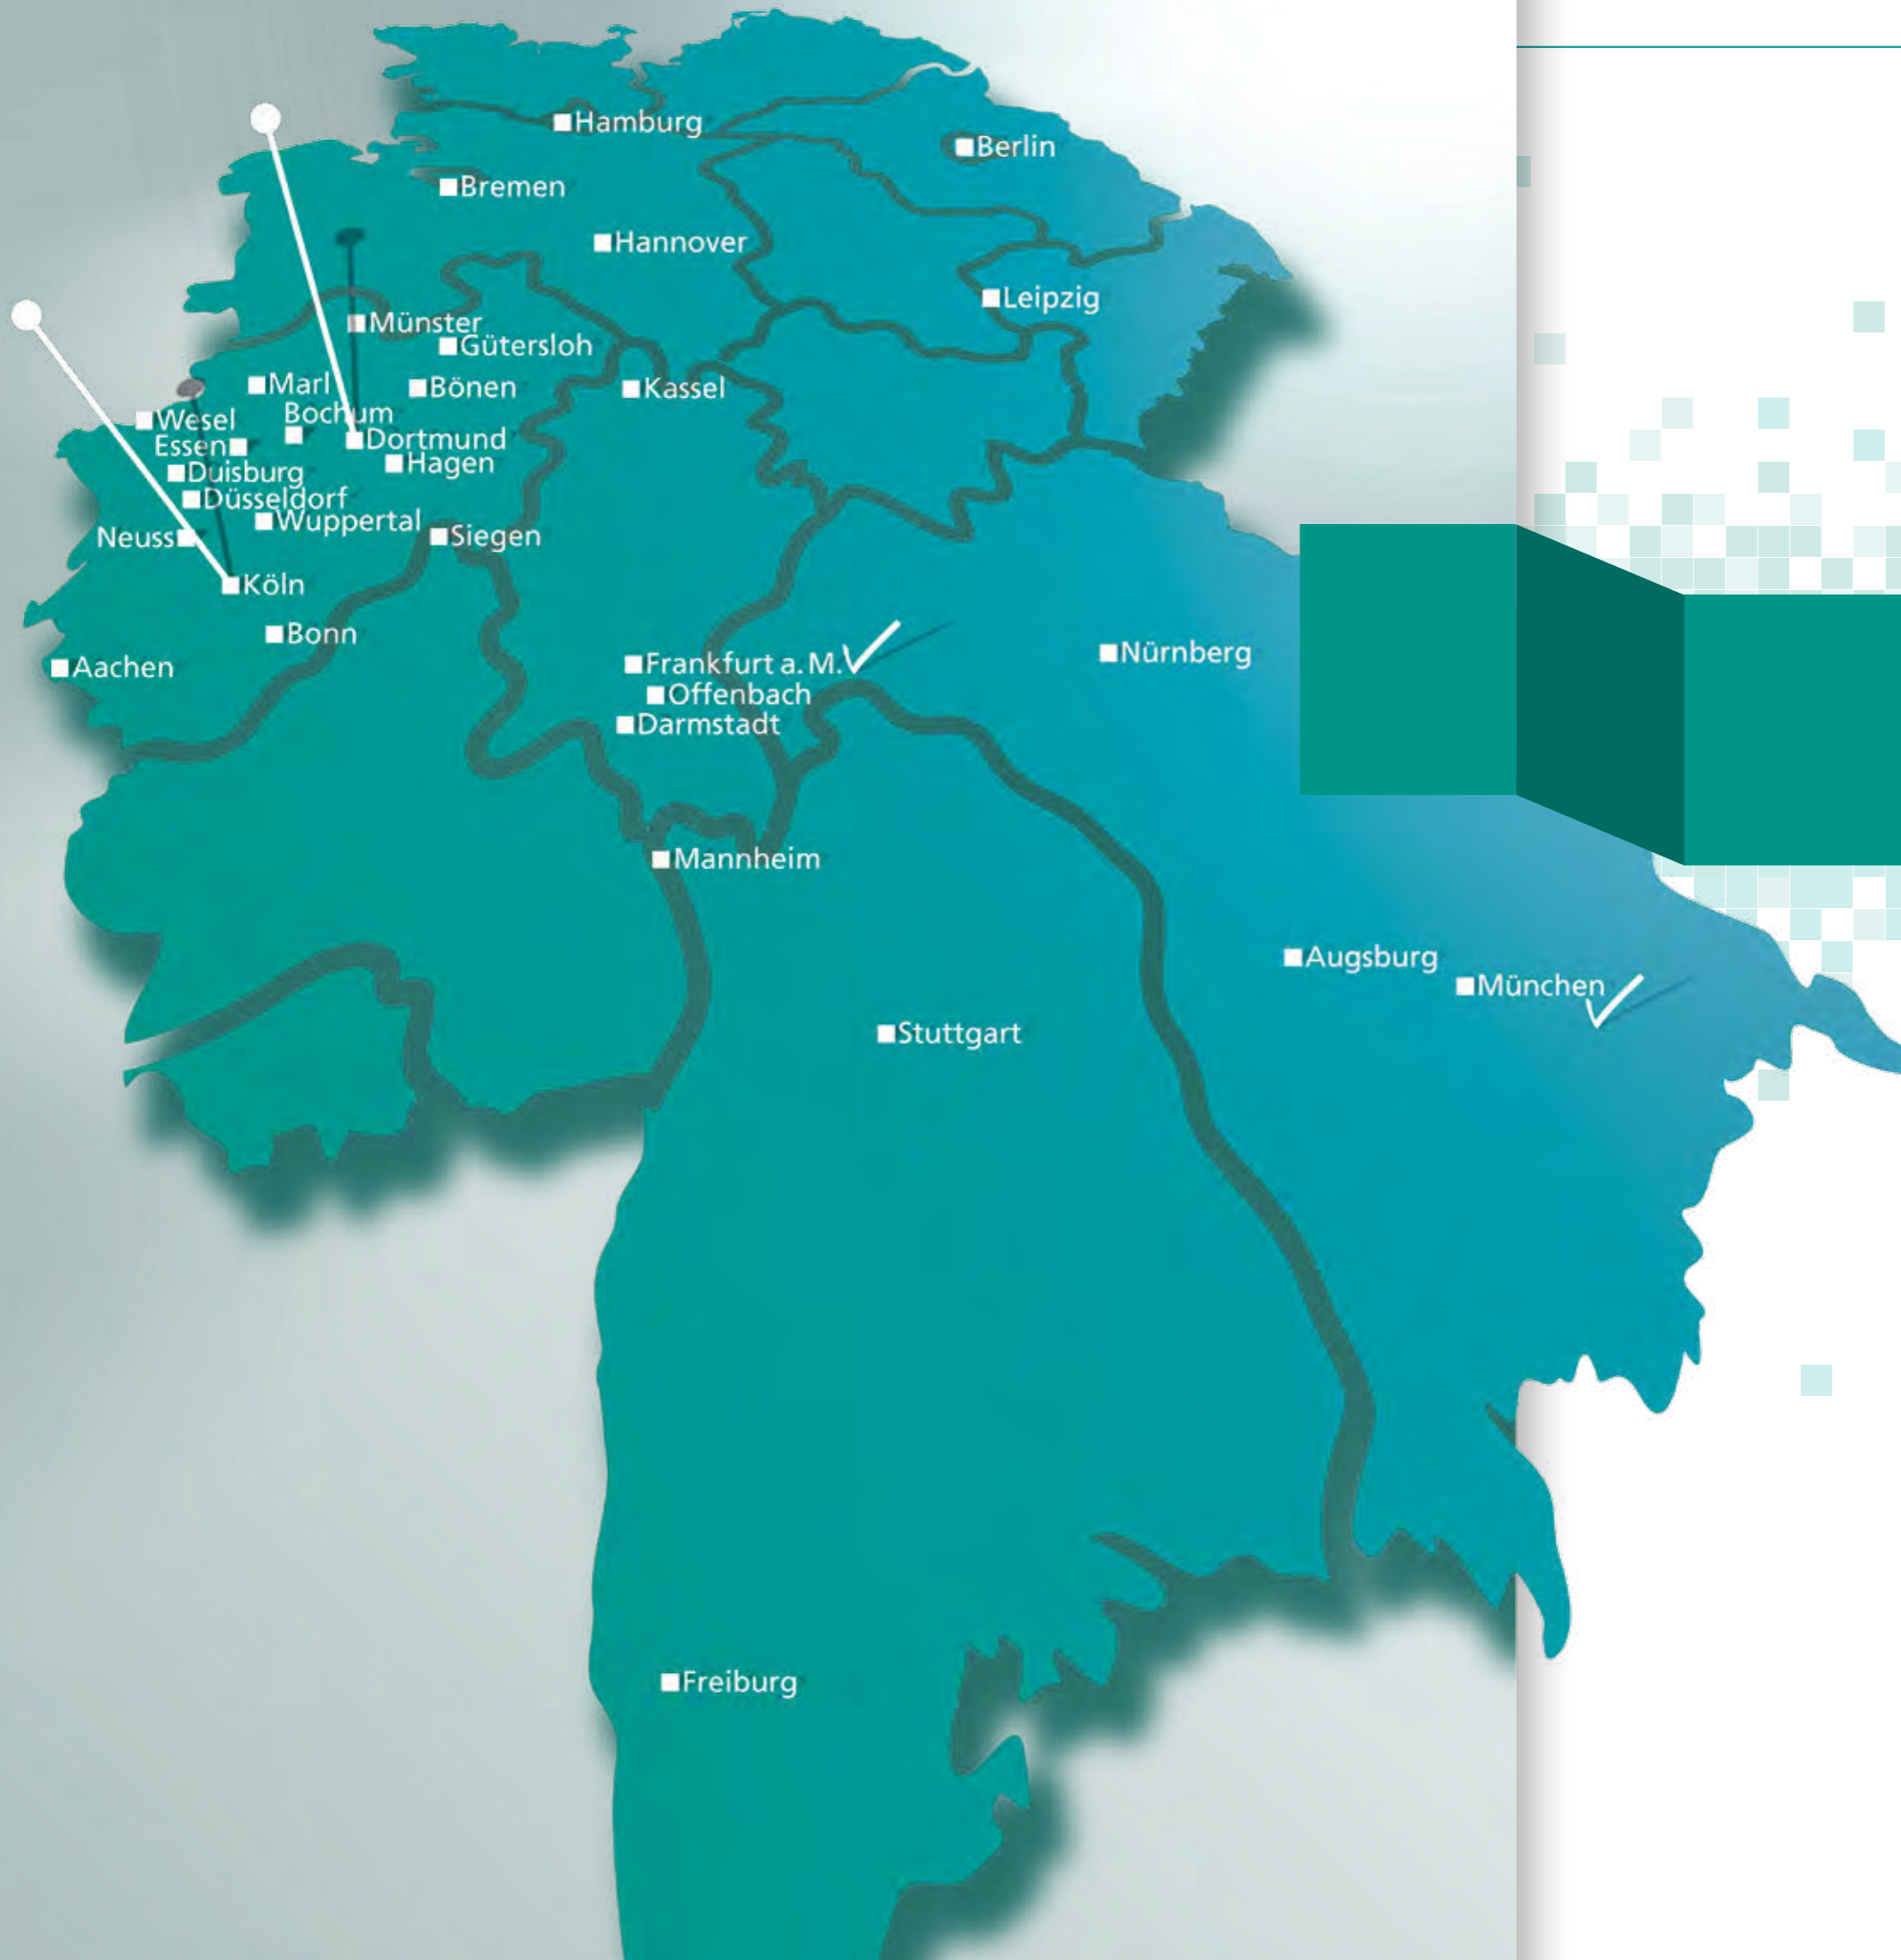 Hamburg
Berlin
Bremen
Hannover
Leipzig
Münster
Gütersloh
Marl
Bönen
Kassel
Bochum
Wesel
Dortmund
Essen
Hagen
Duisburg
Düsseldorf
Wuppertal
Neuss
Siegen
Köln
Bonn
Nürnberg
Frankfurt a. M.
Aachen
Offenbach
Darmstadt
Mannheim
Augsburg
München
Stuttgart
Freiburg